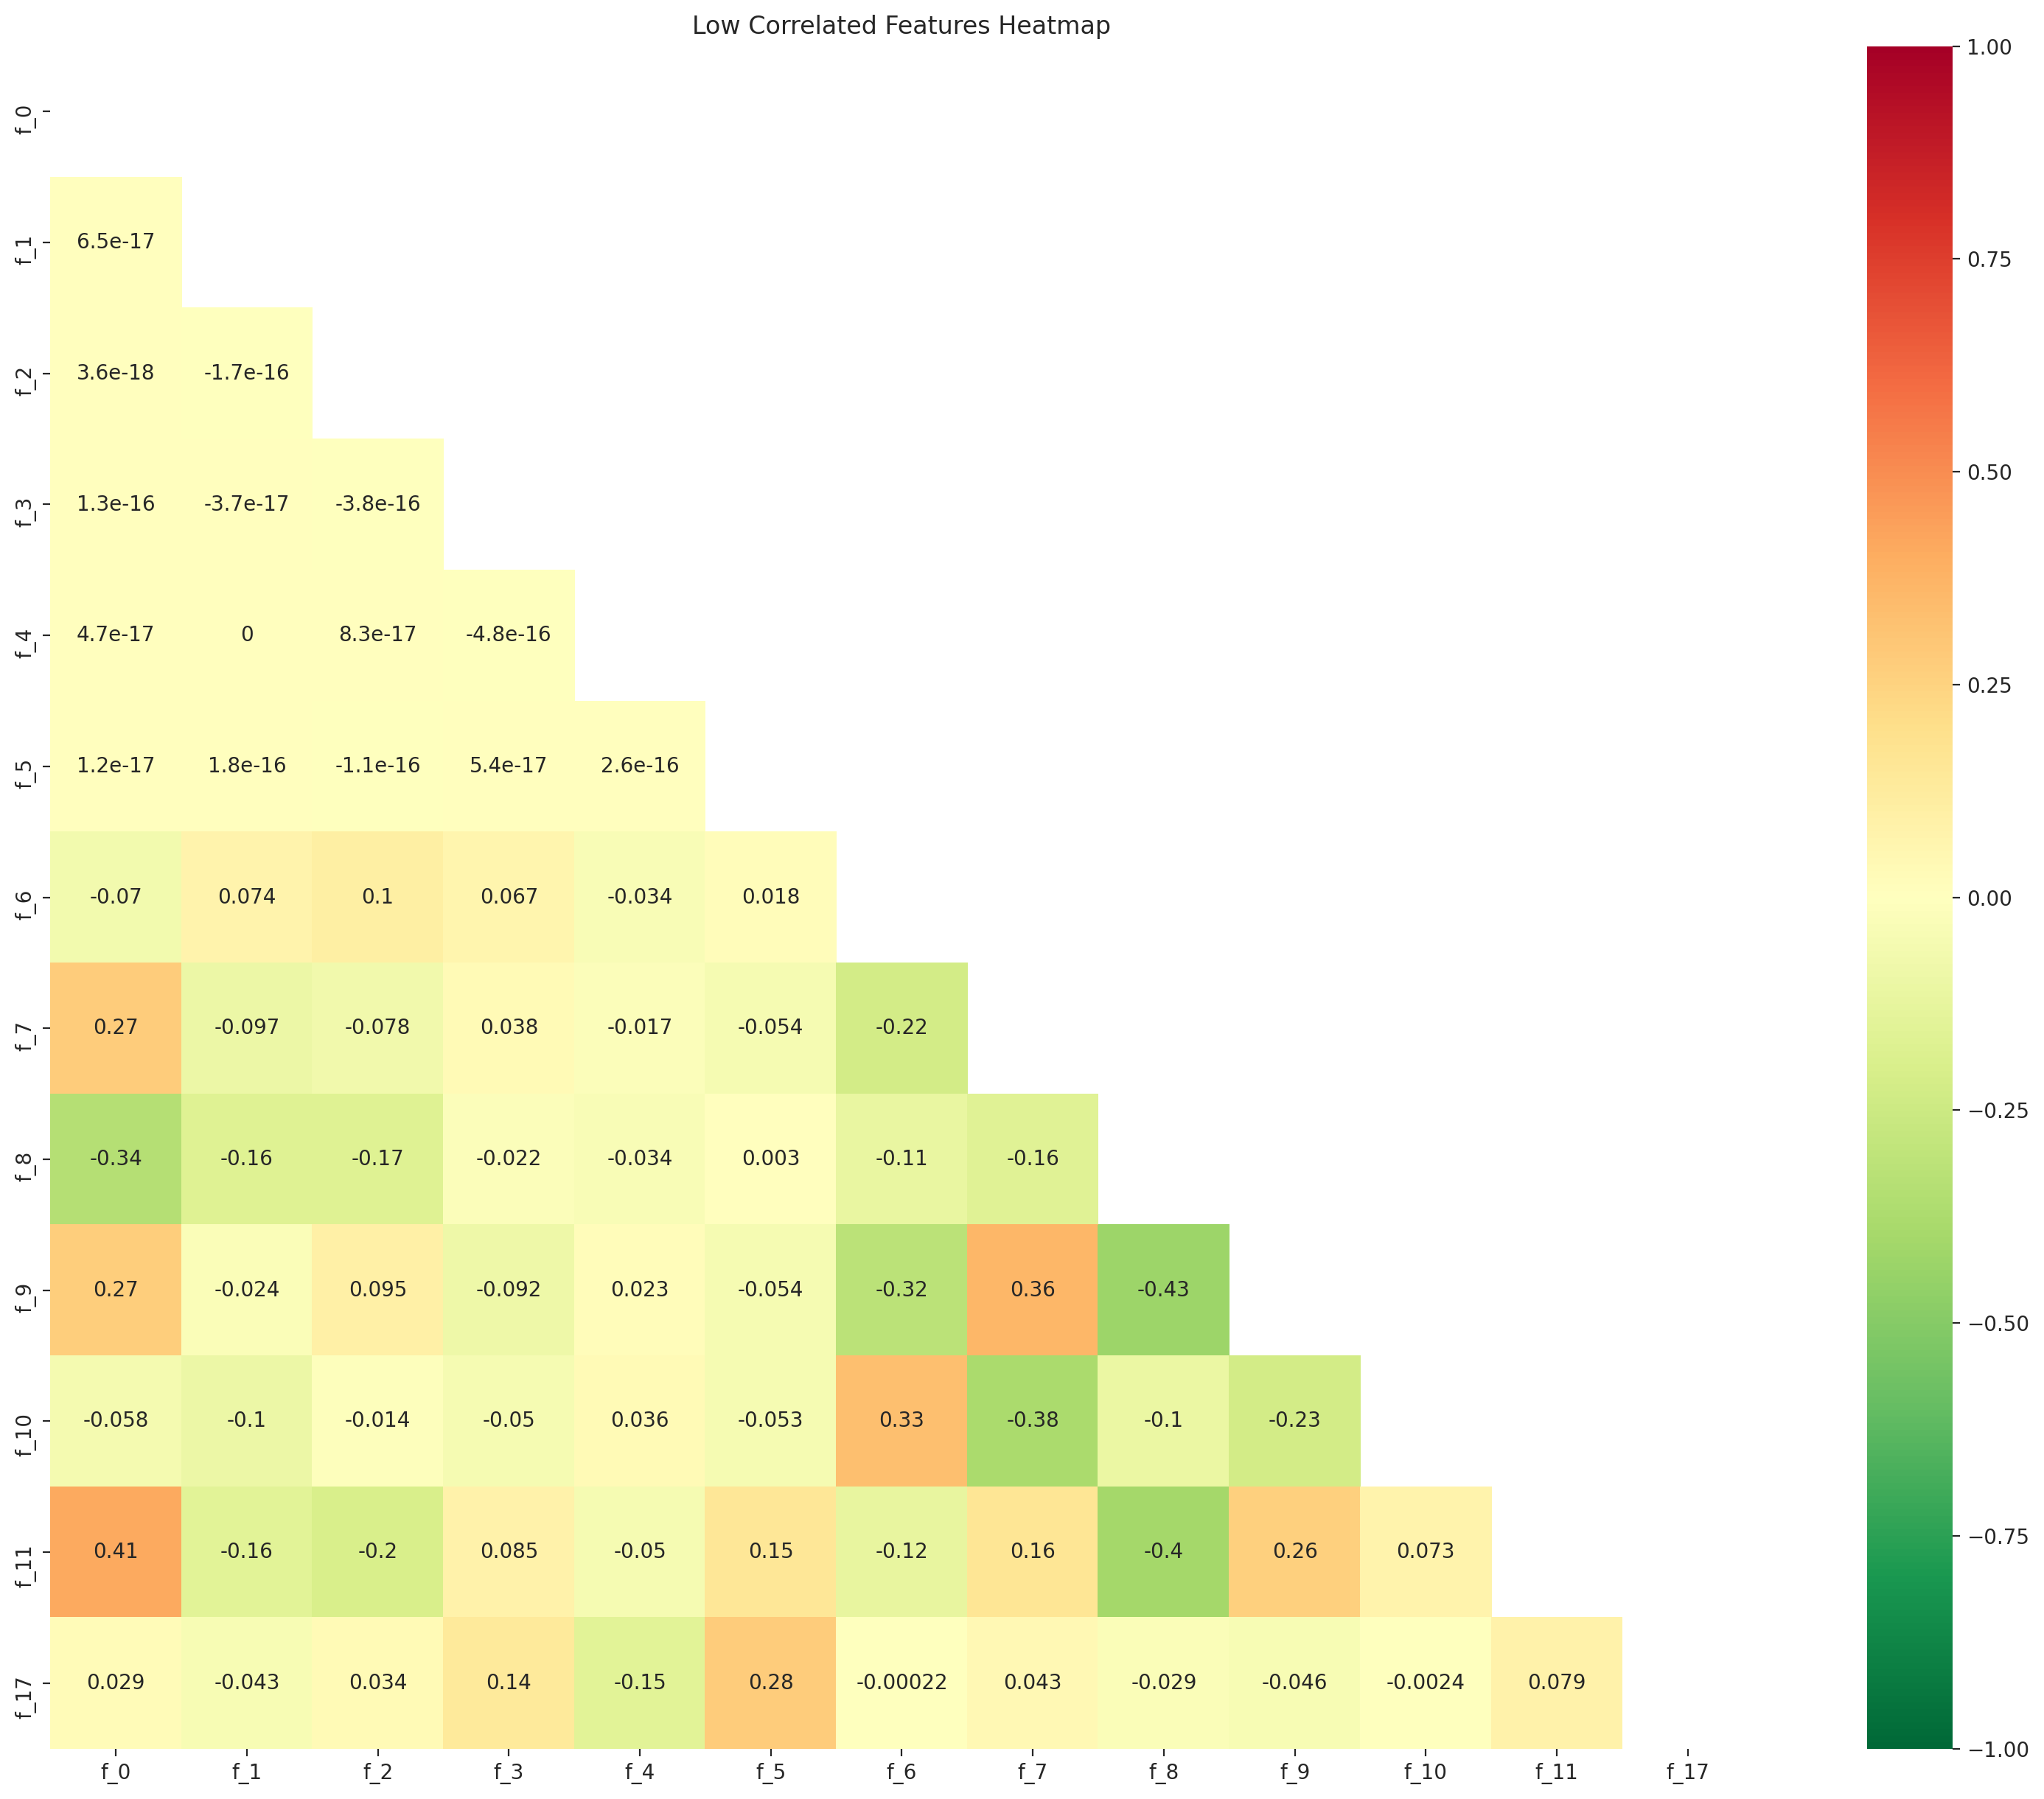 Low Correlated Features Heatmap
f_0
f_1 6.5e-17
f_2 3.6e-18 -1.7e-16
f_3 1.3e-16 -3.7e-17 -3.8e-16
f_4 4.7e-17 0 8.3e-17 -4.8e-16
f_5 1.2e-17 1.8e-16 -1.1e-16 5.4e-17 2.6e-16
f_6 -0.07 0.074 0.1 0.067 -0.034 0.018
f_7 0.27 -0.097 -0.078 0.038 -0.017 -0.054 -0.22
f_8 -0.34 -0.16 -0.17 -0.022 -0.034 0.003 -0.11 -0.16
f_9 0.27 -0.024 0.095 -0.092 0.023 -0.054 -0.32 0.36 -0.43
f_10 -0.058 -0.1 -0.014 -0.05 0.036 -0.053 0.33 -0.38 -0.1 -0.23
f_11 0.41 -0.16 -0.2 0.085 -0.05 0.15 -0.12 0.16 -0.4 0.26 0.073
f_17 0.029 -0.043 0.034 0.14 -0.15 0.28 -0.00022 0.043 -0.029 -0.046 -0.0024 0.079
f_0 f_1 f_2 f_3 f_4 f_5 f_6 f_7 f_8 f_9 f_10 f_11 f_17
1.00
0.75
0.50
0.25
0.00
−0.25
−0.50
−0.75
−1.00